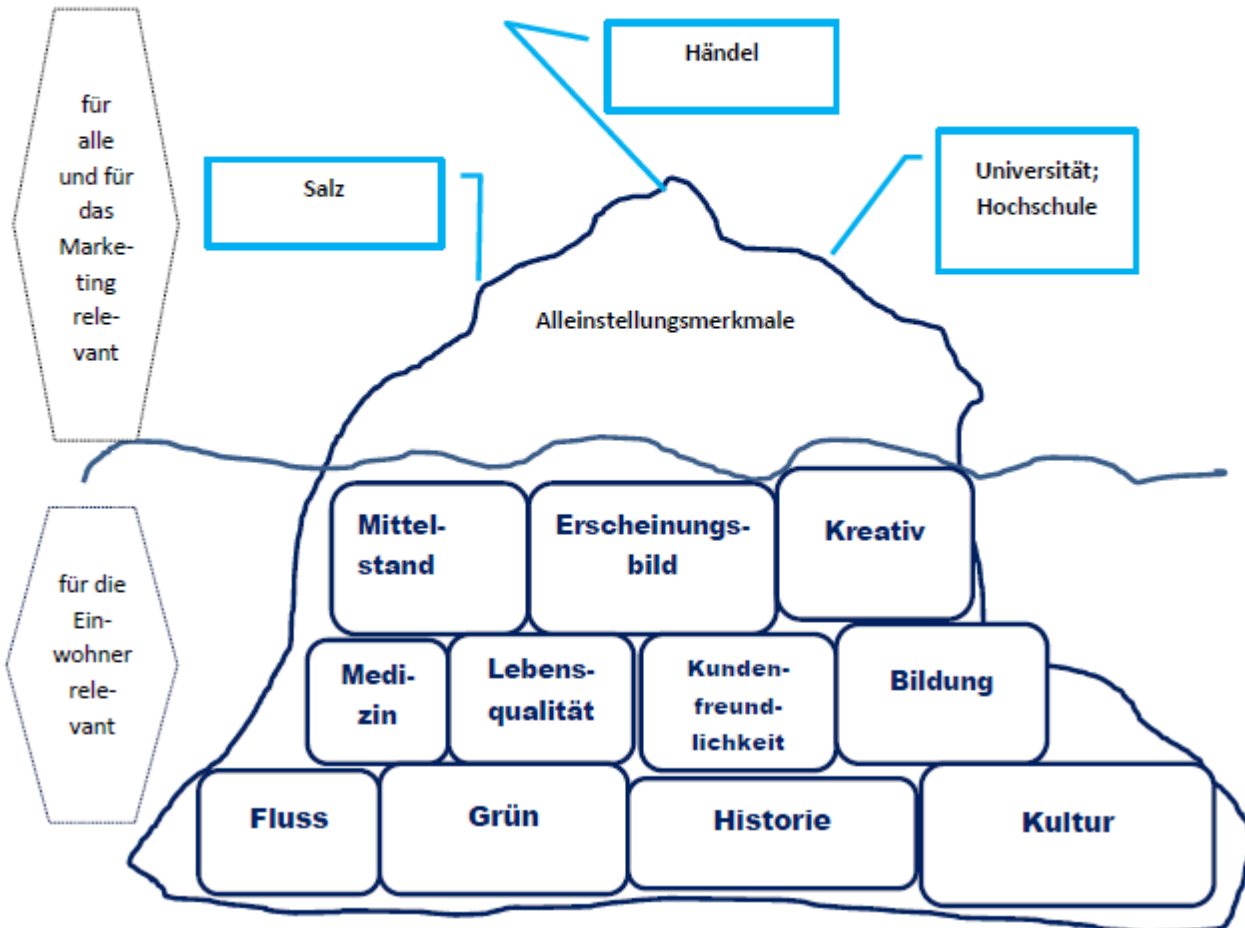 für
alle
und für
das
Marke-
ting
rele-
vant
Händel
Salz
Universität;
Hochschule
Alleinstellungsmerkmale
für die
Ein-
wohner
rele-
vant
Mittel-
stand
Erscheinungs-
bild
Kreativ
Medi-
zin
Lebens-
qualität
Kunden-
freund-
lichkeit
Bildung
Fluss
Grün
Historie
Kultur